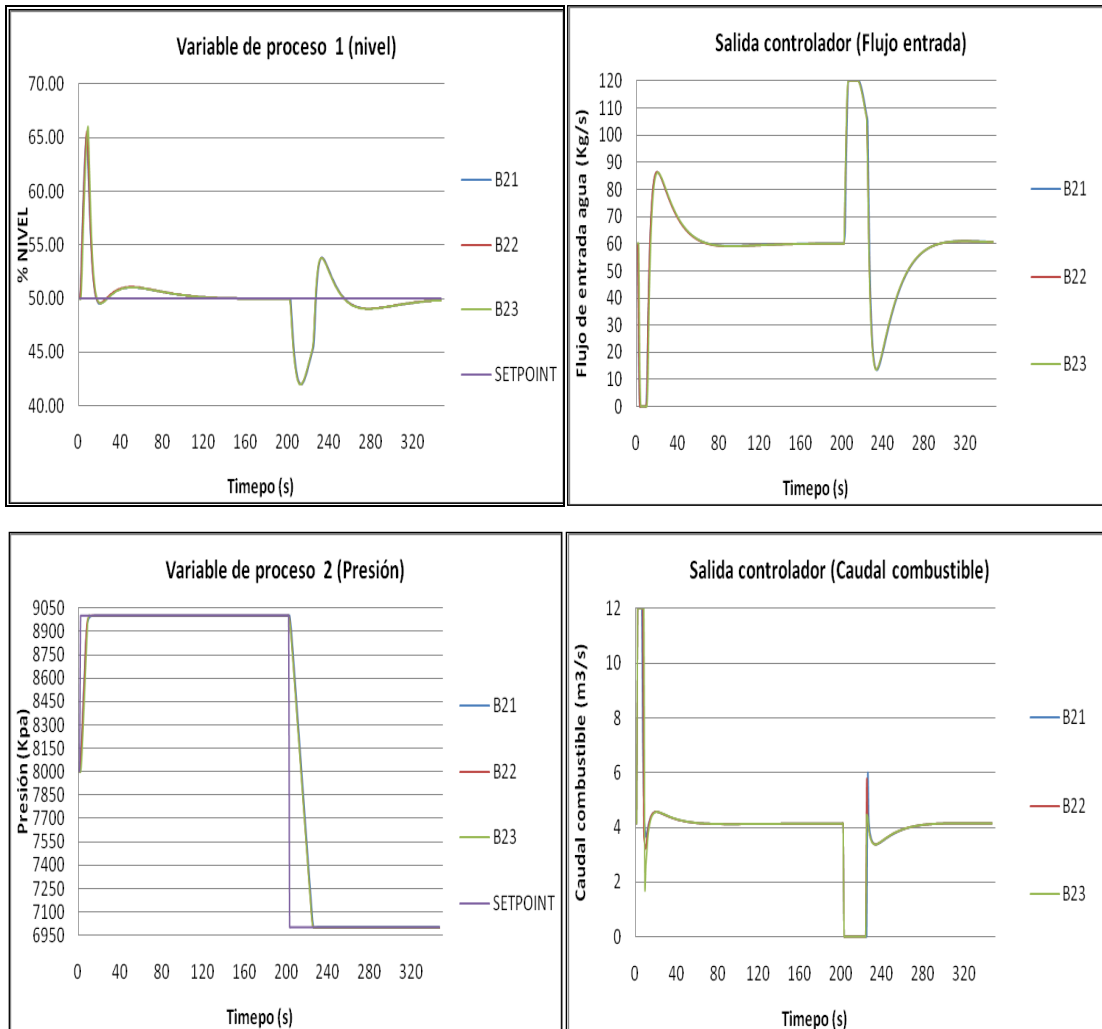 Variable de proceso 1 (nivel)
% NIVEL
70.00
65.00
60.00
55.00
50.00
45.00
40.00
0 40 80 120 160 200 240 280 320
Timepo (s)
B21
B22
B23
SETPOINT
Salida controlador (Flujo entrada)
Flujo de entrada agua (Kg/s)
120
110
100
90
80
70
60
50
40
30
20
10
0
0 40 80 120 160 200 240 280 320
Timepo (s)
B21
B22
B23
Variable de proceso 2 (Presión)
Presión (Kpa)
9050
8900
8750
8600
8450
8300
8150
8000
7850
7700
7550
7400
7250
7100
6950
0 40 80 120 160 200 240 280 320
Timepo (s)
B21
B22
B23
SETPOINT
Salida controlador (Caudal combustible)
Caudal combustible (m3/s)
12
10
8
6
4
2
0
0 40 80 120 160 200 240 280 320
Timepo (s)
B21
B22
B23